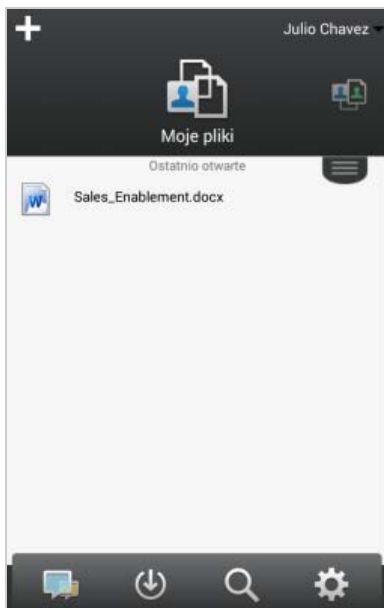 Julio Chavez
Moje pliki
Ostatnio otwarte
W
Sales_Enablement.docx